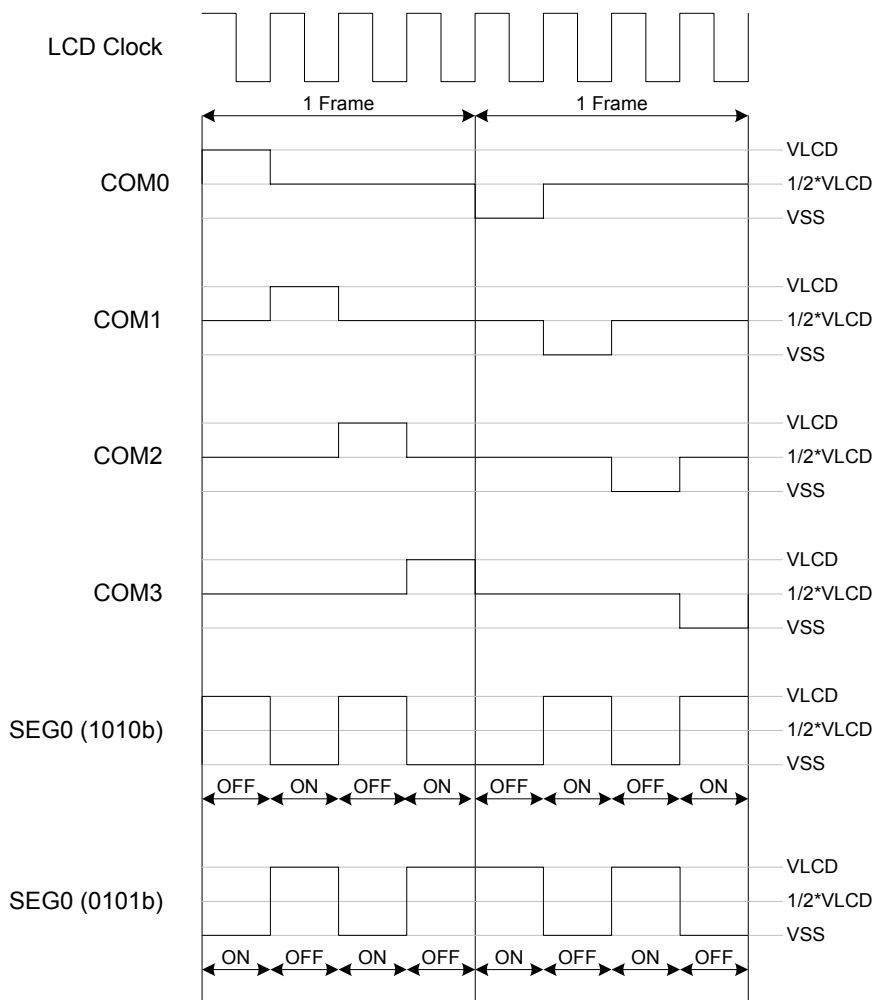 LCD Clock
1 Frame 1 Frame
VLCD
COM0 1/2*VLCD
VSS
VLCD
COM1 1/2*VLCD
VSS
VLCD
COM2 1/2*VLCD
VSS
VLCD
COM3 1/2*VLCD
VSS
VLCD
SEG0 (1010b) 1/2*VLCD
VSS
OFF ON OFF ON OFF ON OFF ON
VLCD
SEG0 (0101b) 1/2*VLCD
VSS
ON OFF ON OFF ON OFF ON OFF